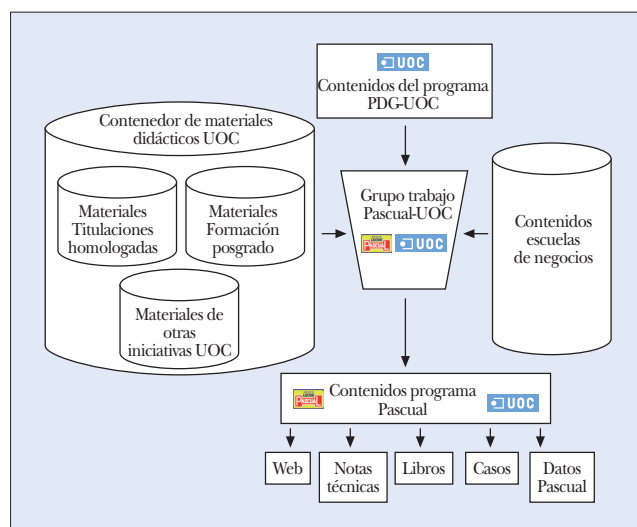 UOC
Contenidos del programa
PDG-UOC
Contenedor de materiales
didácticos UOC
Materiales
Titulaciones
homologadas
Materiales
Formación
posgrado
Materiales de
otras
iniciativas UOC
Grupo trabajo
Pascual-UOC
PASCUAL
UOC
Contenidos
escuelas
de negocios
PASCUAL
Contenidos programa
Pascual
UOC
Web
Notas
técnicas
Libros
Casos
Datos
Pascual